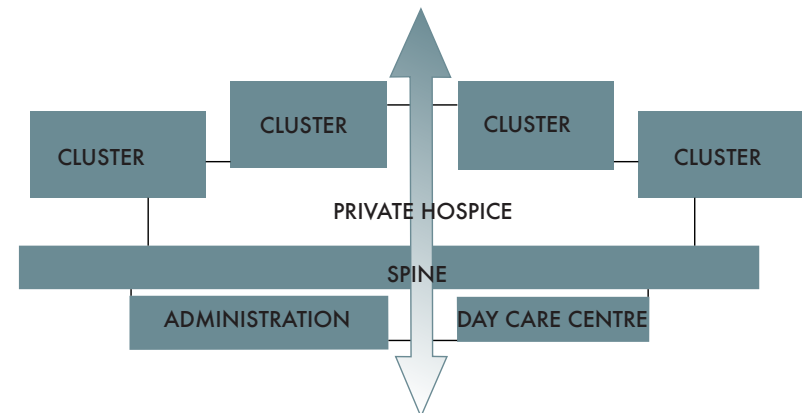 CLUSTER
CLUSTER
CLUSTER
CLUSTER
PRIVATE HOSPICE
SPINE
ADMINISTRATION
DAY CARE CENTRE